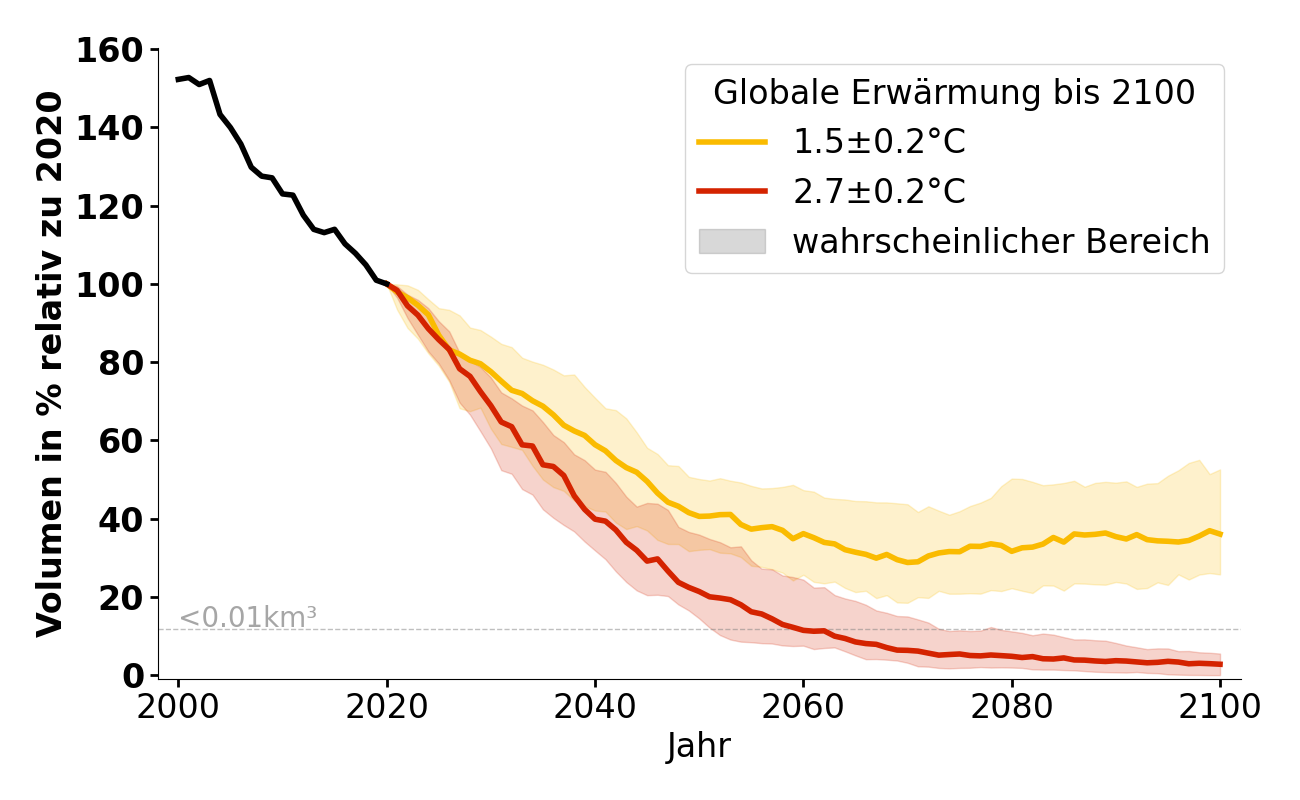 160
140
120
100
80
60
40
20
0
Volumen in % relativ zu 2020
Globale Erwärmung bis 2100
1.5±0.2°C
2.7±0.2°C
wahrscheinlicher Bereich
<0.01km³
2000 2020 2040 2060 2080 2100
Jahr